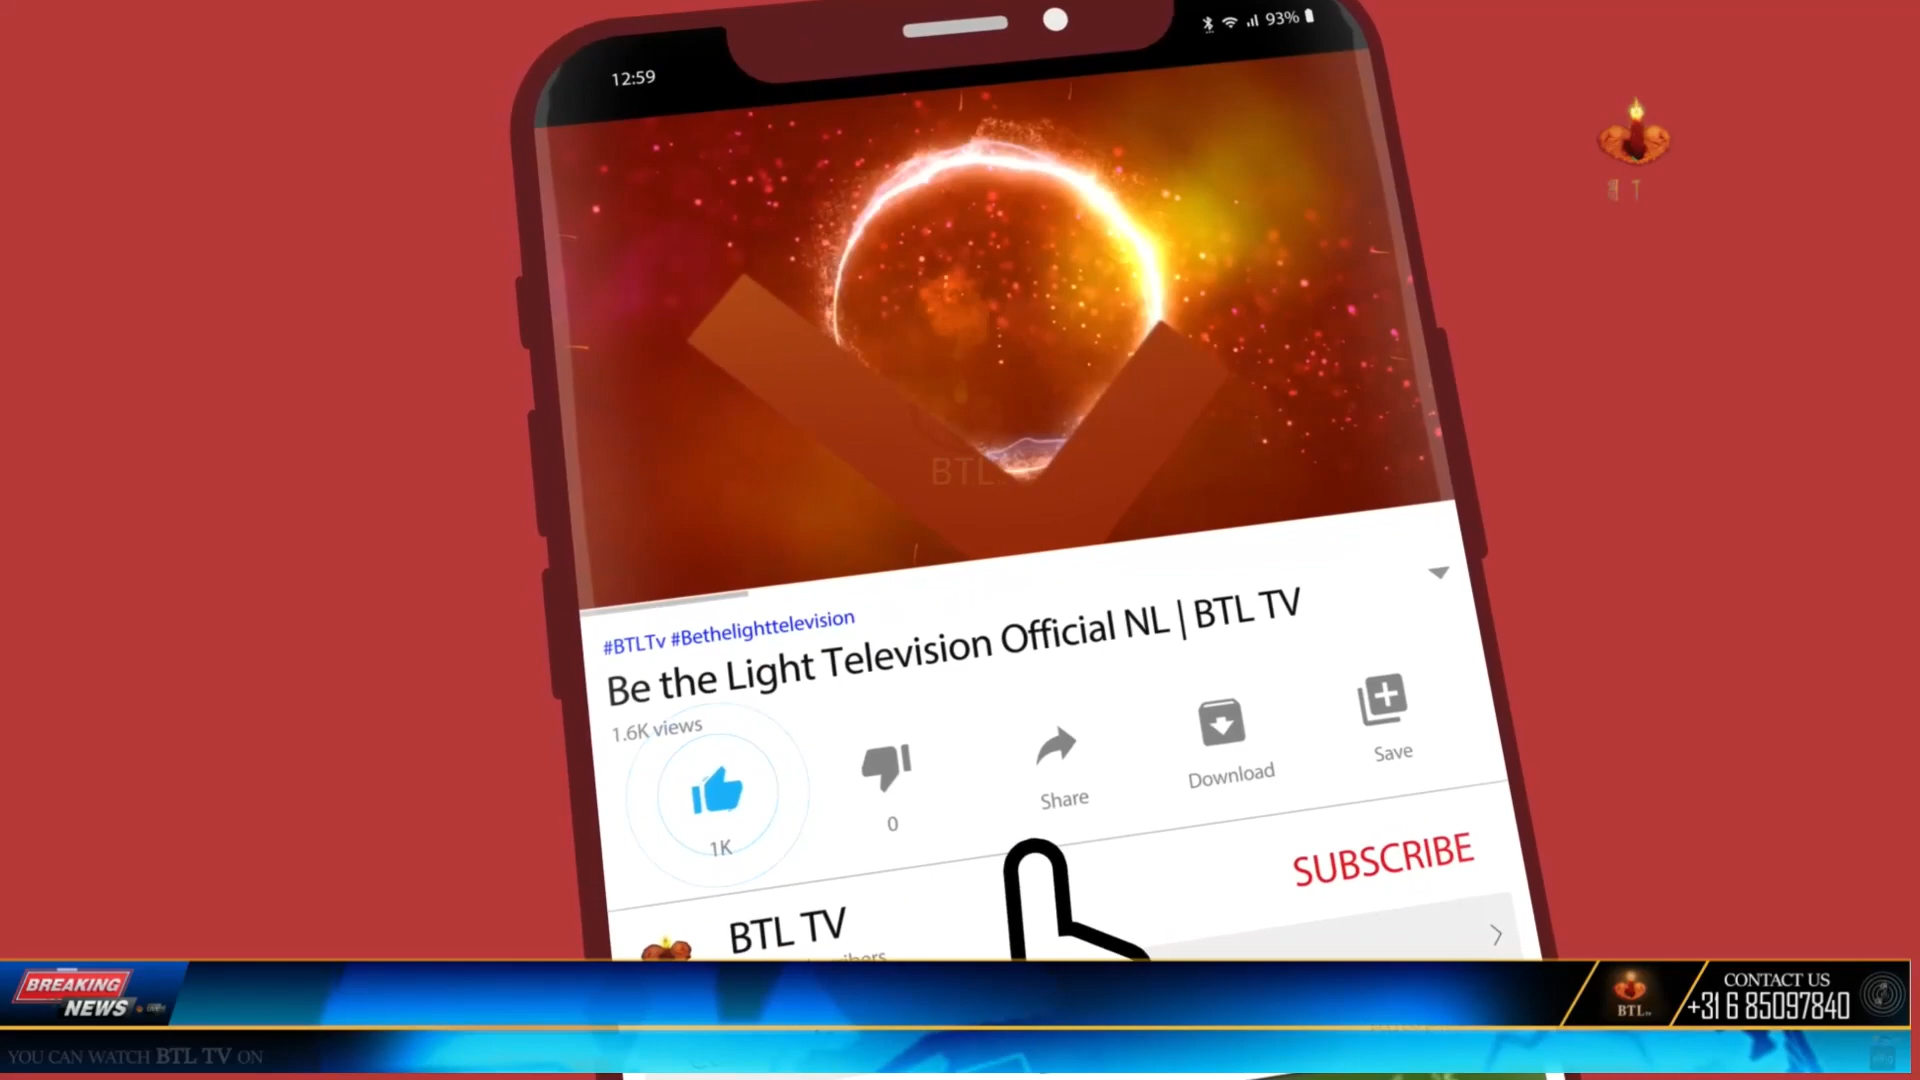 12:59
93%
BTL
#BTLTv #Bethelighttelevision
Be the Light Television Official NL | BTL TV
1.6K views
1K
0
Share
Download
Save
BTL TV
SUBSCRIBE
BREAKING
NEWS
BTL
CONTACT US
+31 6 85097840
YOU CAN WATCH BTL TV ON